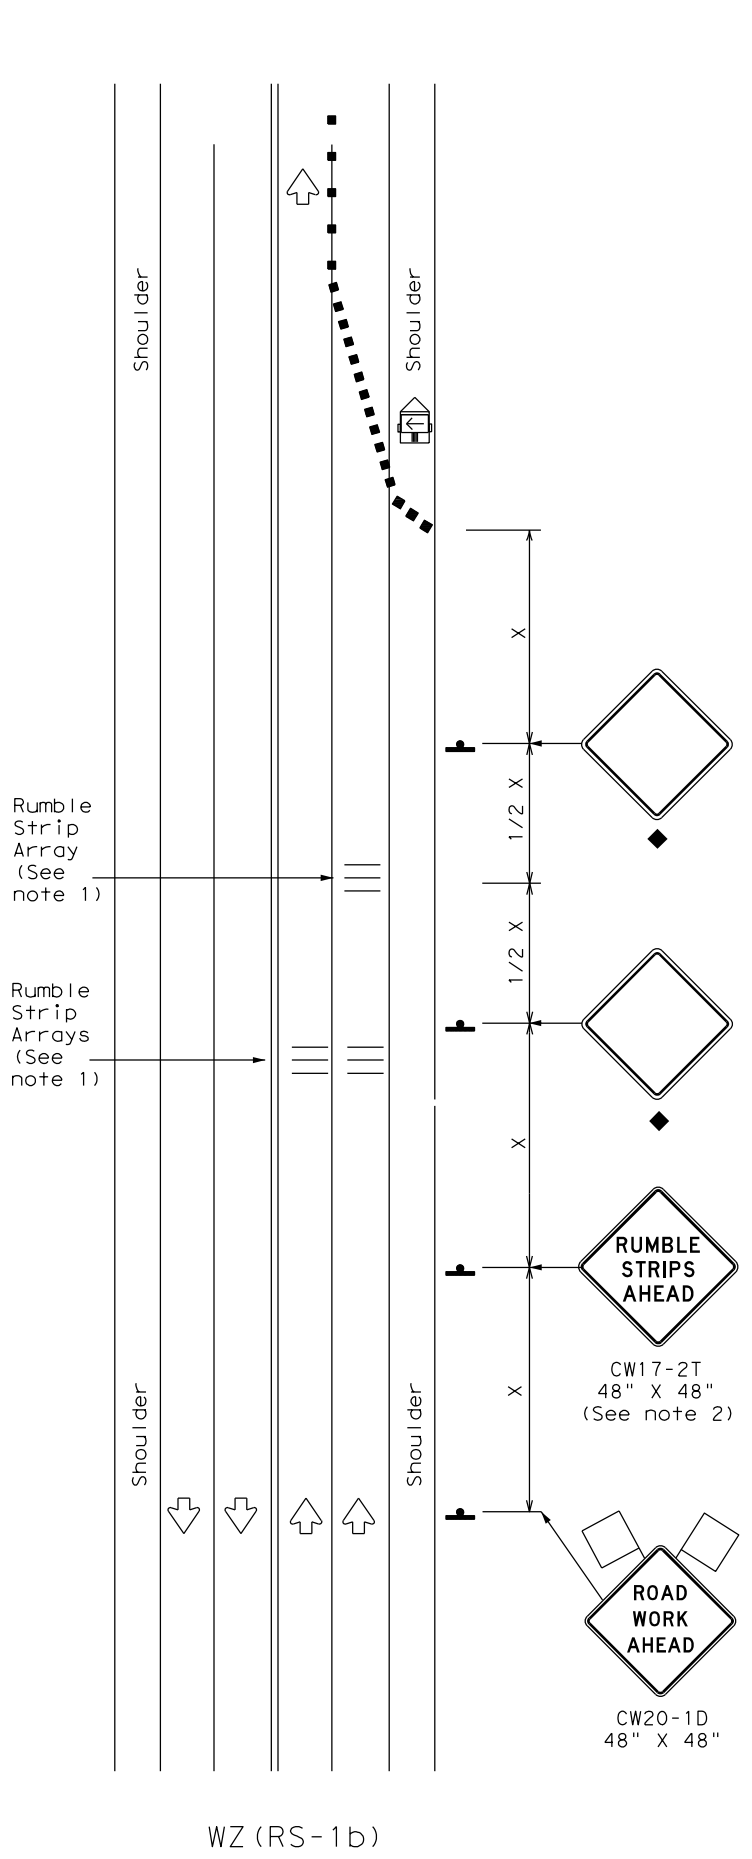 Shoulder
Shoulder
X
1/2 X
Rumble
Strip
Array
(See
note 1)
1/2 X
Rumble
Strip
Arrays
(See
note 1)
X
RUMBLE
STRIPS
AHEAD
CW17-2T
48" X 48"
(See note 2)
X
Shoulder
Shoulder
ROAD
WORK
AHEAD
CW20-1D
48" X 48"
WZ(RS-1b)